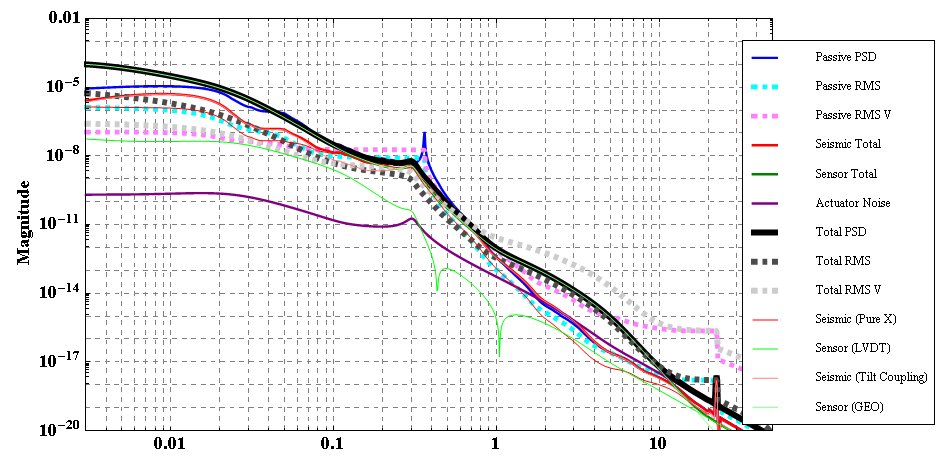 0.01
10−5
10−8
10−11
10−14
10−17
10−20
Magnitude
0.01 0.1 1 10
Passive PSD
Passive RMS
Passive RMS V
Seismic Total
Sensor Total
Actuator Noise
Total PSD
Total RMS
Total RMS V
Seismic (Pure X)
Sensor (LVDT)
Seismic (Tilt Coupling)
Sensor (GEO)